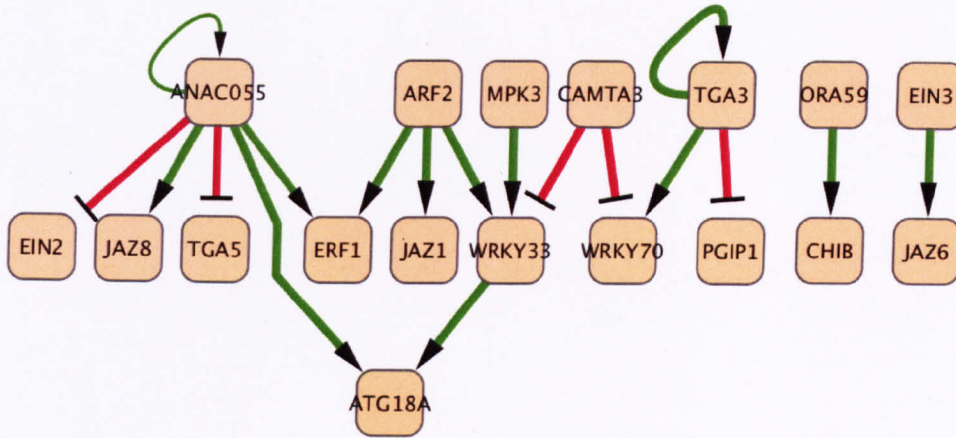 ANAC055 ARF2 MPK3 CAMTA3 TGA3 ORA59 EIN3
EIN2 JAZ8 TGA5 ERF1 JAZ1 WRKY33 WRKY70 PGIP1 CHIB JAZ6
ATG18A